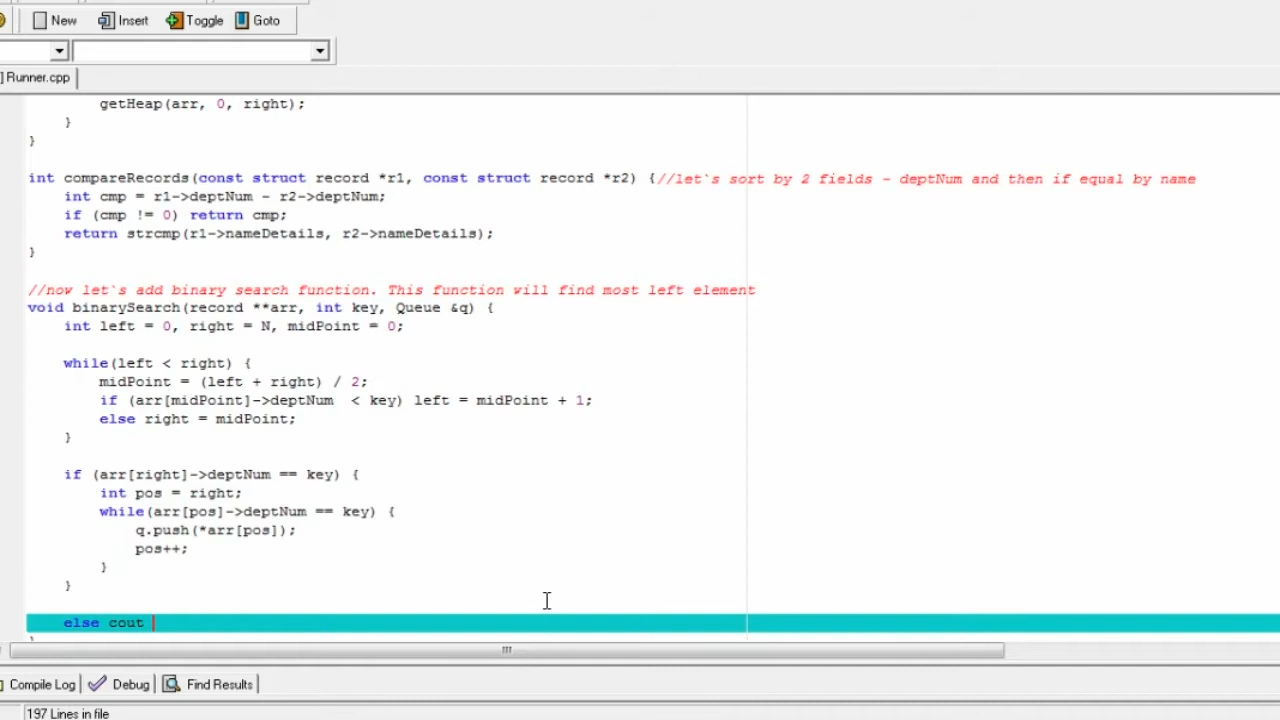 New Insert Toggle Goto
Runner.cpp
getHeap(arr, 0, right);
}
}
int compareRecords(const struct record *r1, const struct record *r2) {//let`s sort by 2 fields - deptNum and then if equal by name
int cmp = r1->deptNum - r2->deptNum;
if (cmp != 0) return cmp;
return strcmp(r1->nameDetails, r2->nameDetails);
}
//now let`s add binary search function. This function will find most left element
void binarySearch(record **arr, int key, Queue &q) {
int left = 0, right = N, midPoint = 0;
while(left < right) {
midPoint = (left + right) / 2;
if (arr[midPoint]->deptNum  < key) left = midPoint + 1;
else right = midPoint;
}
if (arr[right]->deptNum == key) {
int pos = right;
while(arr[pos]->deptNum == key) {
q.push(*arr[pos]);
pos++;
}
}
else cout
Compile Log Debug Find Results
197 Lines in file